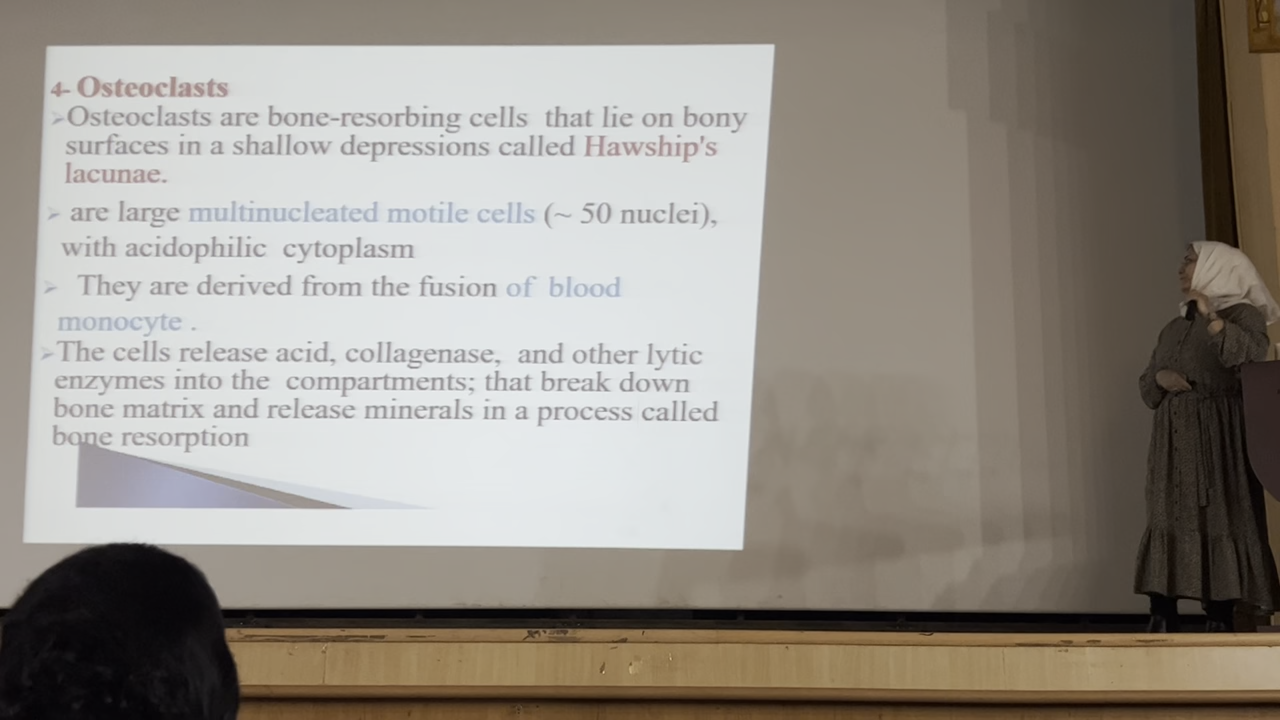 4- Osteoclasts
➢Osteoclasts are bone-resorbing cells that lie on bony
surfaces in a shallow depressions called Hawship's
lacunae.
➢ are large multinucleated motile cells (~ 50 nuclei),
with acidophilic cytoplasm
➢ They are derived from the fusion of blood
monocyte .
➢The cells release acid, collagenase, and other lytic
enzymes into the compartments; that break down
bone matrix and release minerals in a process called
bone resorption